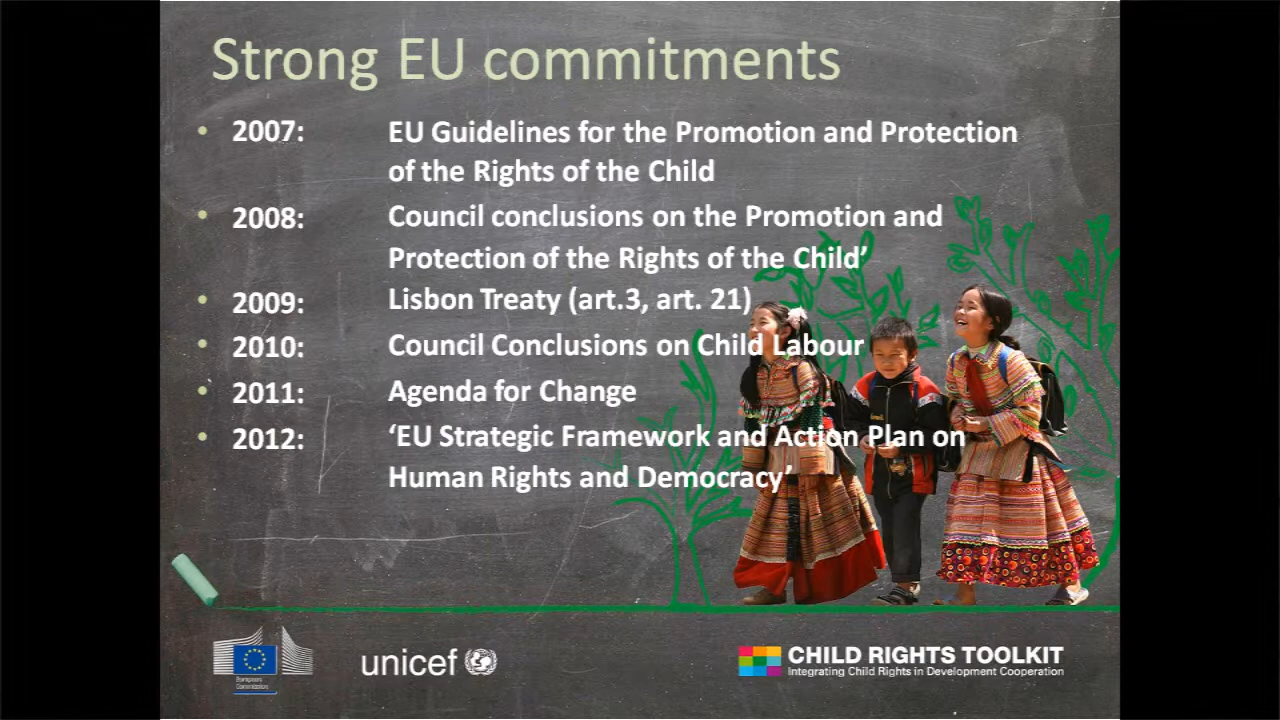 Strong EU commitments
• 2007: EU Guidelines for the Promotion and Protection
of the Rights of the Child
• 2008: Council conclusions on the Promotion and
Protection of the Rights of the Child’
• 2009: Lisbon Treaty (art.3, art. 21)
• 2010: Council Conclusions on Child Labour
• 2011: Agenda for Change
• 2012: ‘EU Strategic Framework and Action Plan on
Human Rights and Democracy’
European
Commission
unicef
CHILD RIGHTS TOOLKIT
Integrating Child Rights in Development Cooperation